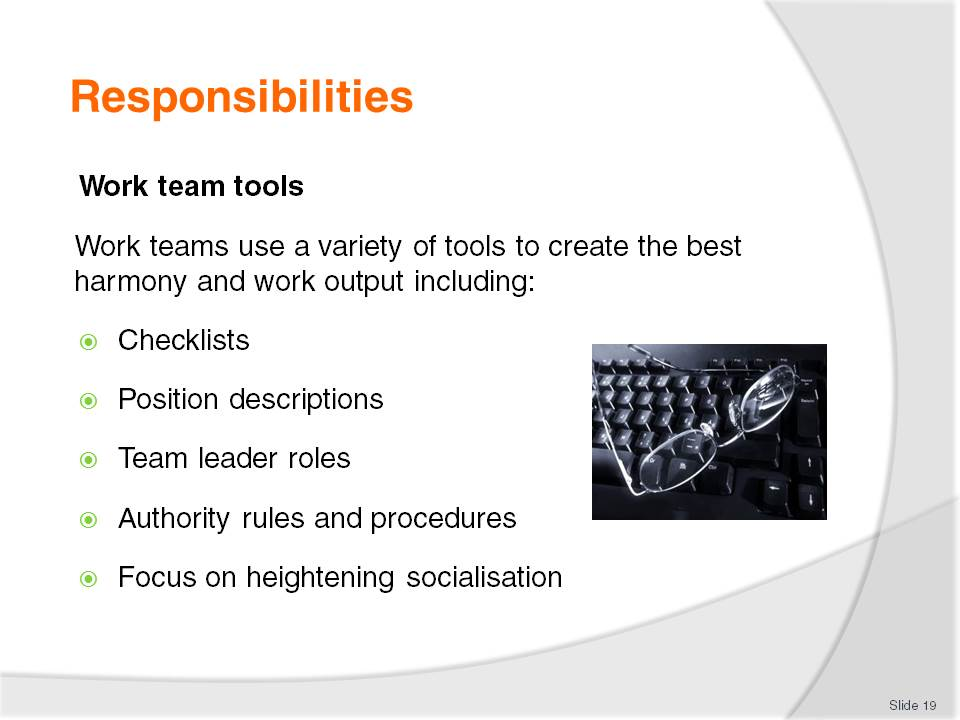 Responsibilities
Work team tools
Work teams use a variety of tools to create the best
harmony and work output including:
Checklists
Position descriptions
Team leader roles
Authority rules and procedures
Focus on heightening socialisation
Slide 19